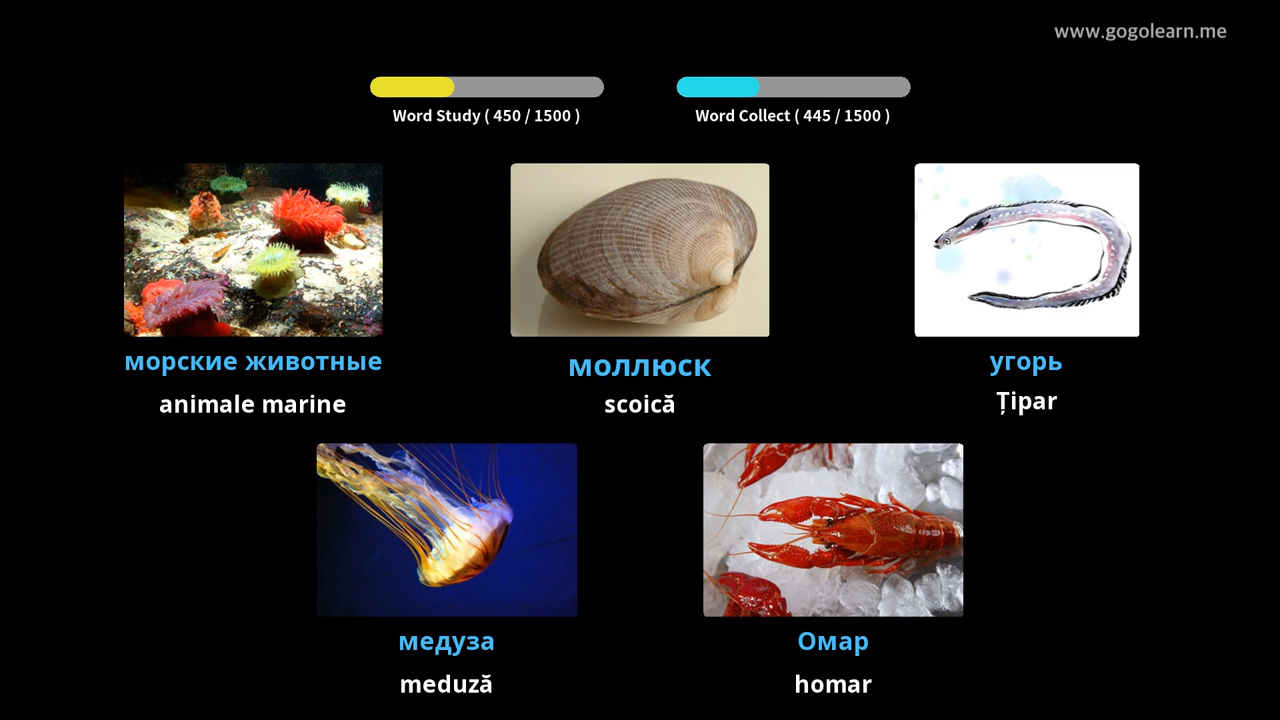 www.gogolearn.me
Word Study ( 450 / 1500 )
Word Collect ( 445 / 1500 )
морские животные
animale marine
моллюск
scoică
угорь
Țipar
медуза
meduză
Омар
homar